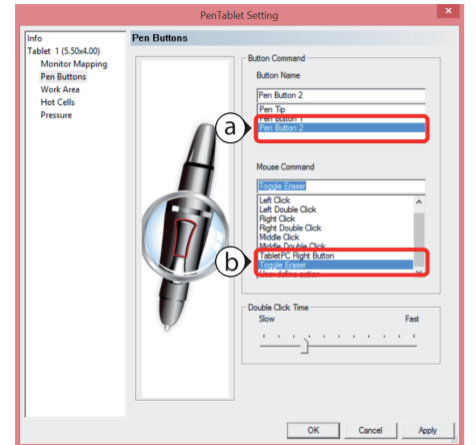 PenTablet Setting
×
Info
Tablet 1 (5.50x4.00)
Monitor Mapping
Pen Buttons
Work Area
Hot Cells
Pressure
Pen Buttons
Button Command
Button Name
Pen Button 2
Pen Tip
Pen Button 1
Pen Button 2
a
Mouse Command
Toggle Eraser
Left Click
Left Double Click
Right Click
Right Double Click
Middle Click
Middle Double Click
TabletPC Right Button
Toggle Eraser
User define action
b
Double Click Time
Slow Fast
OK Cancel Apply